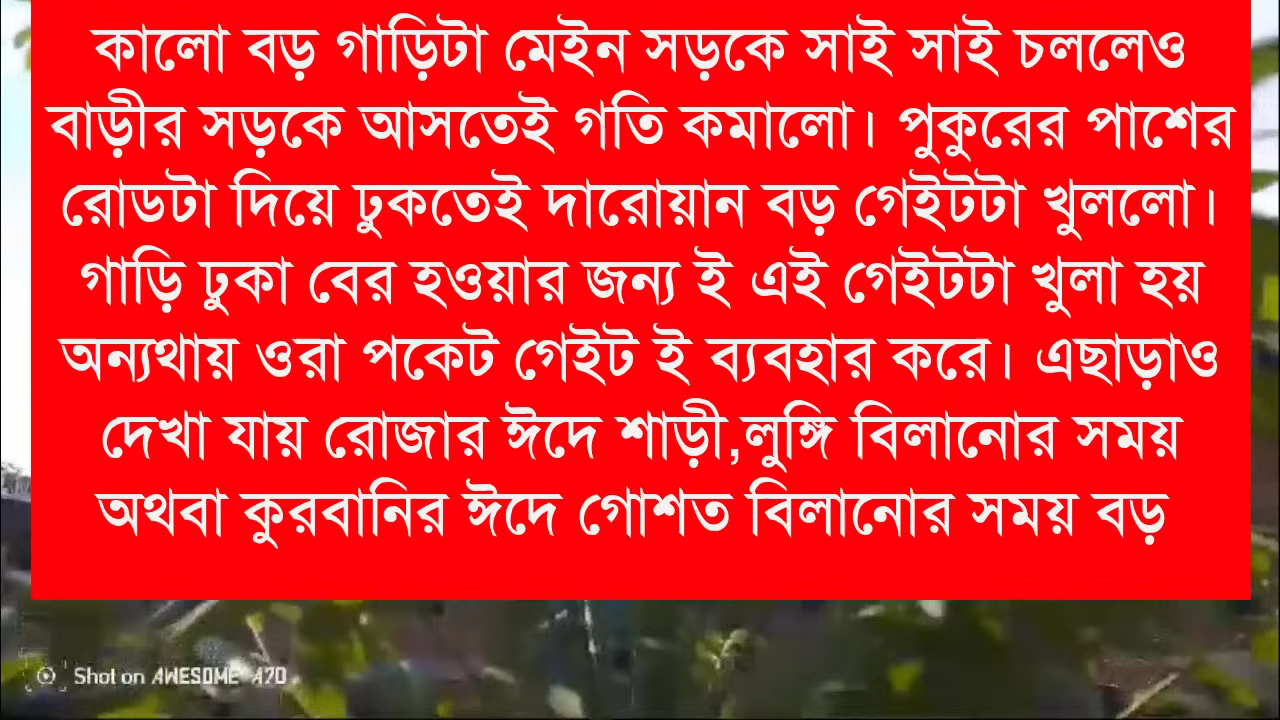 কালো বড় গাড়িটা মেইন সড়কে সাই সাই চললেও
বাড়ীর সড়কে আসতেই গতি কমালো। পুকুরের পাশের
রোডটা দিয়ে ঢুকতেই দারোয়ান বড় গেইটটা খুললো।
গাড়ি ঢুকা বের হওয়ার জন্য ই এই গেইটটা খুলা হয়
অন্যথায় ওরা পকেট গেইট ই ব্যবহার করে। এছাড়াও
দেখা যায় রোজার ঈদে শাড়ী,লুঙ্গি বিলানোর সময়
অথবা কুরবানির ঈদে গোশত বিলানোর সময় বড়
Shot on AWESOME A70